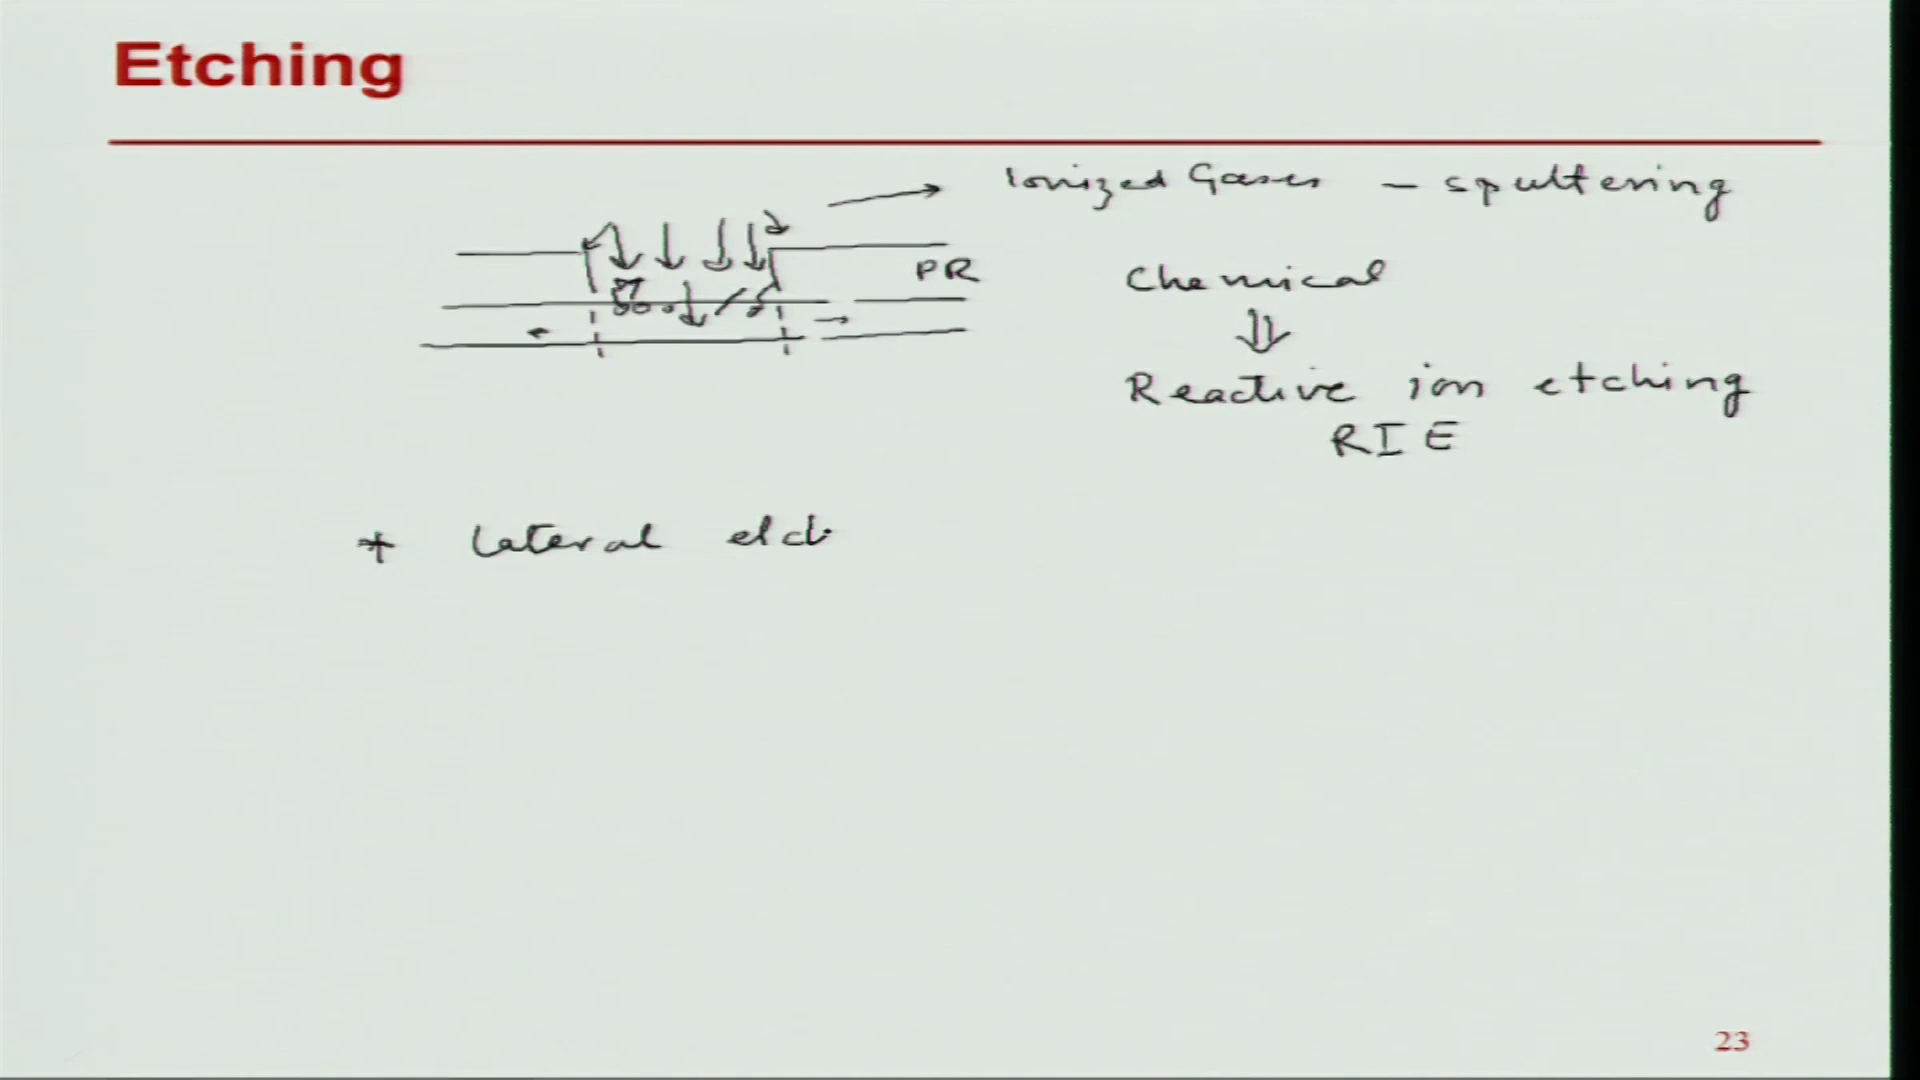 Etching
Ionized Gases - sputtering
PR
Chemical
Reactive ion etching
RIE
* Lateral etch
23